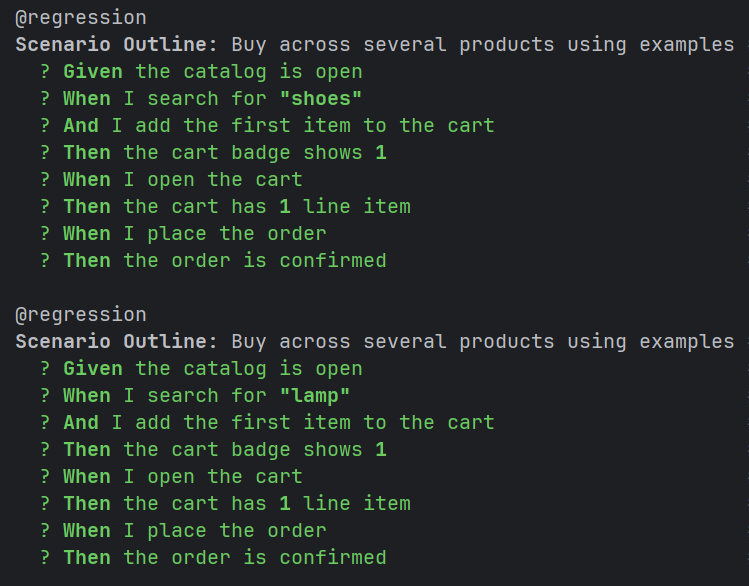 @regression
Scenario Outline: Buy across several products using examples
? Given the catalog is open
? When I search for "shoes"
? And I add the first item to the cart
? Then the cart badge shows 1
? When I open the cart
? Then the cart has 1 line item
? When I place the order
? Then the order is confirmed
@regression
Scenario Outline: Buy across several products using examples
? Given the catalog is open
? When I search for "lamp"
? And I add the first item to the cart
? Then the cart badge shows 1
? When I open the cart
? Then the cart has 1 line item
? When I place the order
? Then the order is confirmed